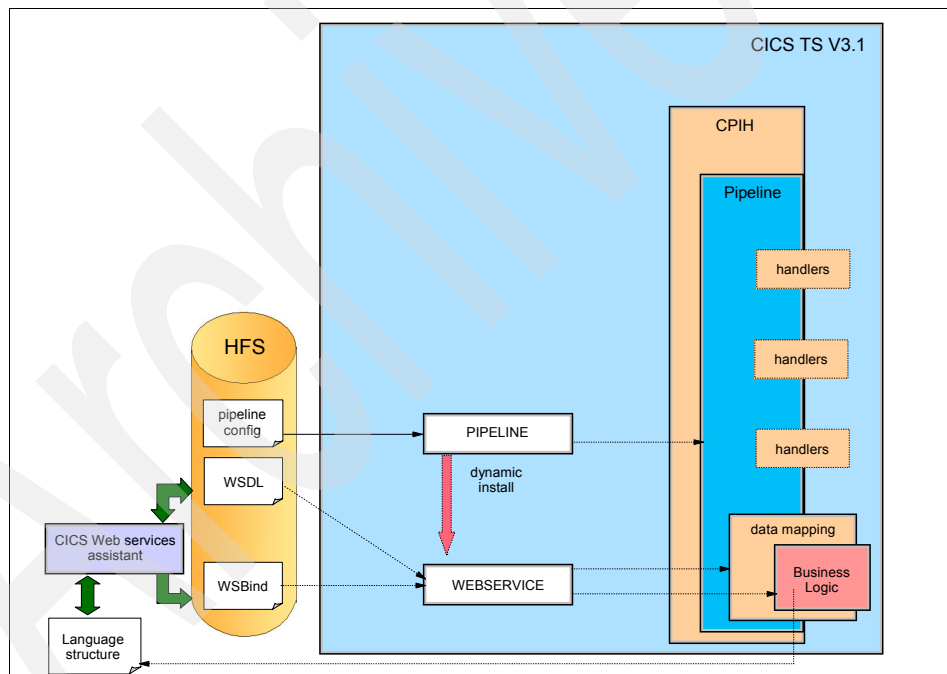 CICS TS V3.1
CPIH
Pipeline
handlers
handlers
handlers
HFS
pipeline
config
PIPELINE
WSDL
dynamic
install
data mapping
CICS Web services
assistant
WSBind
WEBSERVICE
Business
Logic
Language
structure
Archive